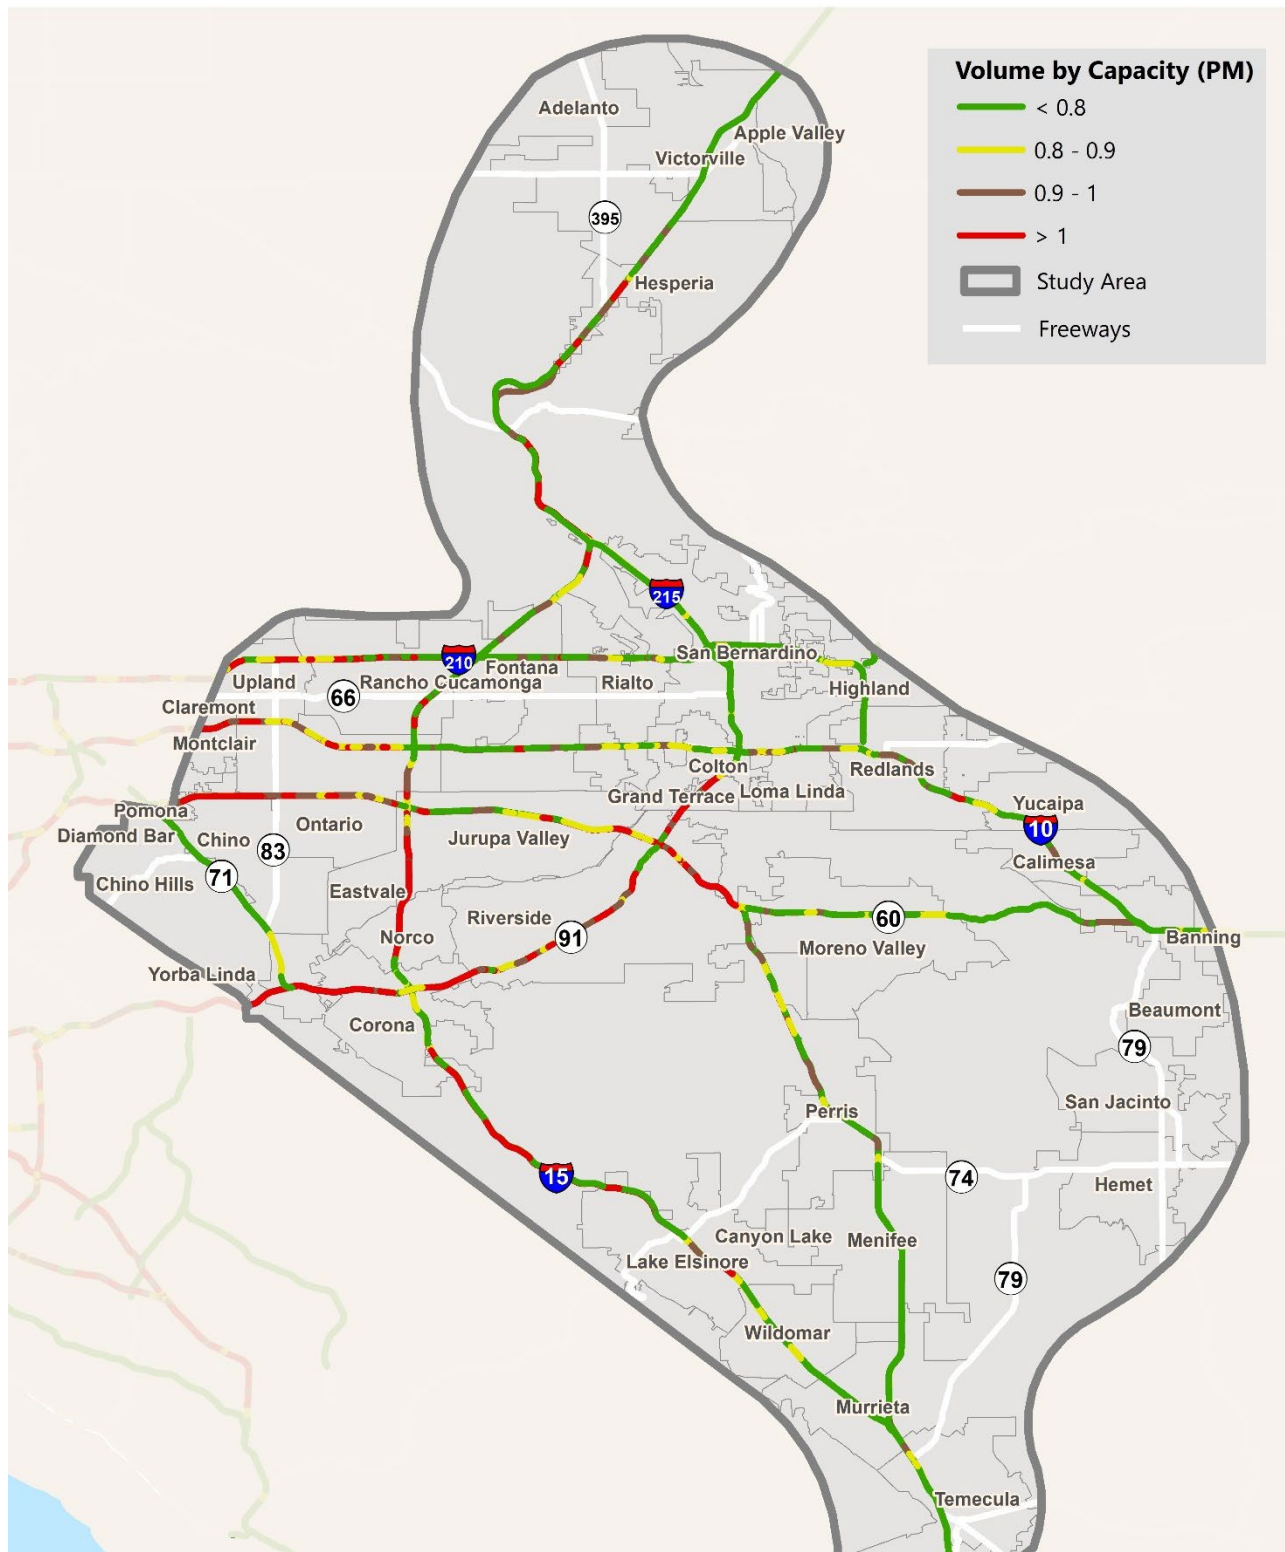 Volume by Capacity (PM)
< 0.8
0.8 - 0.9
0.9 - 1
> 1
Study Area
Freeways
Adelanto
Apple Valley
Victorville
395
Hesperia
215
San Bernardino
210
Fontana
Upland
Rancho Cucamonga
Rialto
66
Highland
Claremont
Montclair
Colton
Redlands
Grand Terrace
Loma Linda
Pomona
Yucaipa
Diamond Bar
Chino
Ontario
10
83
Jurupa Valley
Calimesa
71
Chino Hills
Eastvale
Riverside
60
91
Norco
Moreno Valley
Banning
Yorba Linda
Corona
Beaumont
79
Perris
San Jacinto
15
74
Hemet
Canyon Lake
Menifee
Lake Elsinore
79
Wildomar
Murrieta
Temecula